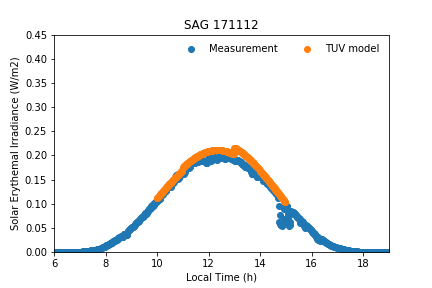 SAG 171112
Measurement TUV model
Solar Erythemal Irradiance (W/m2)
0.45
0.40
0.35
0.30
0.25
0.20
0.15
0.10
0.05
0.00
6 8 10 12 14 16 18
Local Time (h)